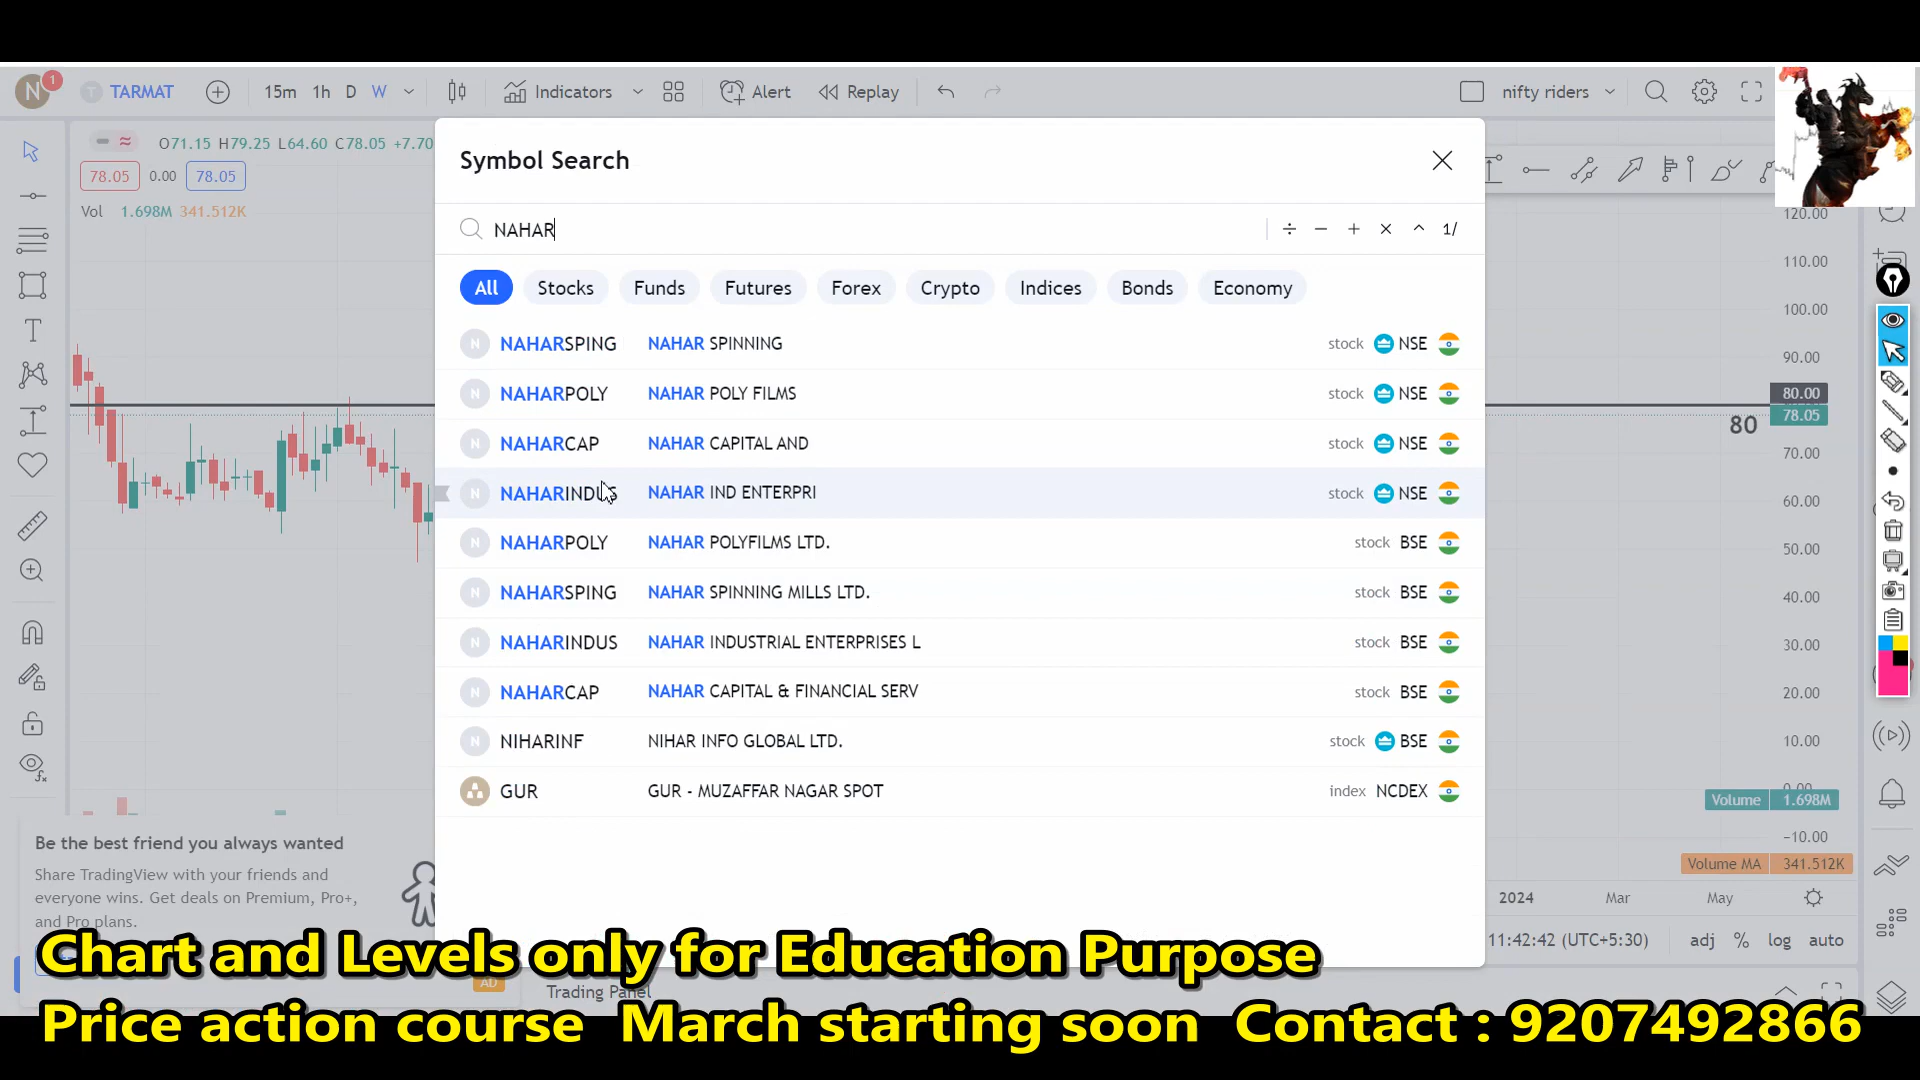 N 1 T TARMAT 15m 1h D W Indicators Alert Replay nifty riders
O71.15 H79.25 L64.60 C78.05 +7.70
78.05 0.00 78.05
Vol 1.698M 341.512K
Symbol Search
NAHAR ÷ − + × ^ 1/
All Stocks Funds Futures Forex Crypto Indices Bonds Economy
N NAHARSPING NAHAR SPINNING stock NSE
N NAHARPOLY NAHAR POLY FILMS stock NSE
N NAHARCAP NAHAR CAPITAL AND stock NSE
N NAHARINDUS NAHAR IND ENTERPRI stock NSE
N NAHARPOLY NAHAR POLYFILMS LTD. stock BSE
N NAHARSPING NAHAR SPINNING MILLS LTD. stock BSE
N NAHARINDUS NAHAR INDUSTRIAL ENTERPRISES L stock BSE
N NAHARCAP NAHAR CAPITAL & FINANCIAL SERV stock BSE
N NIHARINF NIHAR INFO GLOBAL LTD. stock BSE
GUR GUR - MUZAFFAR NAGAR SPOT index NCDEX
120.00
110.00
100.00
90.00
80.00
78.05
80
70.00
60.00
50.00
40.00
30.00
20.00
10.00
0.00
Volume 1.698M
−10.00
Volume MA 341.512K
2024 Mar May
11:42:42 (UTC+5:30) adj % log auto
Be the best friend you always wanted
Share TradingView with your friends and
everyone wins. Get deals on Premium, Pro+,
and Pro plans.
AD
Trading Panel
Chart and Levels only for Education Purpose
Price action course March starting soon Contact : 9207492866